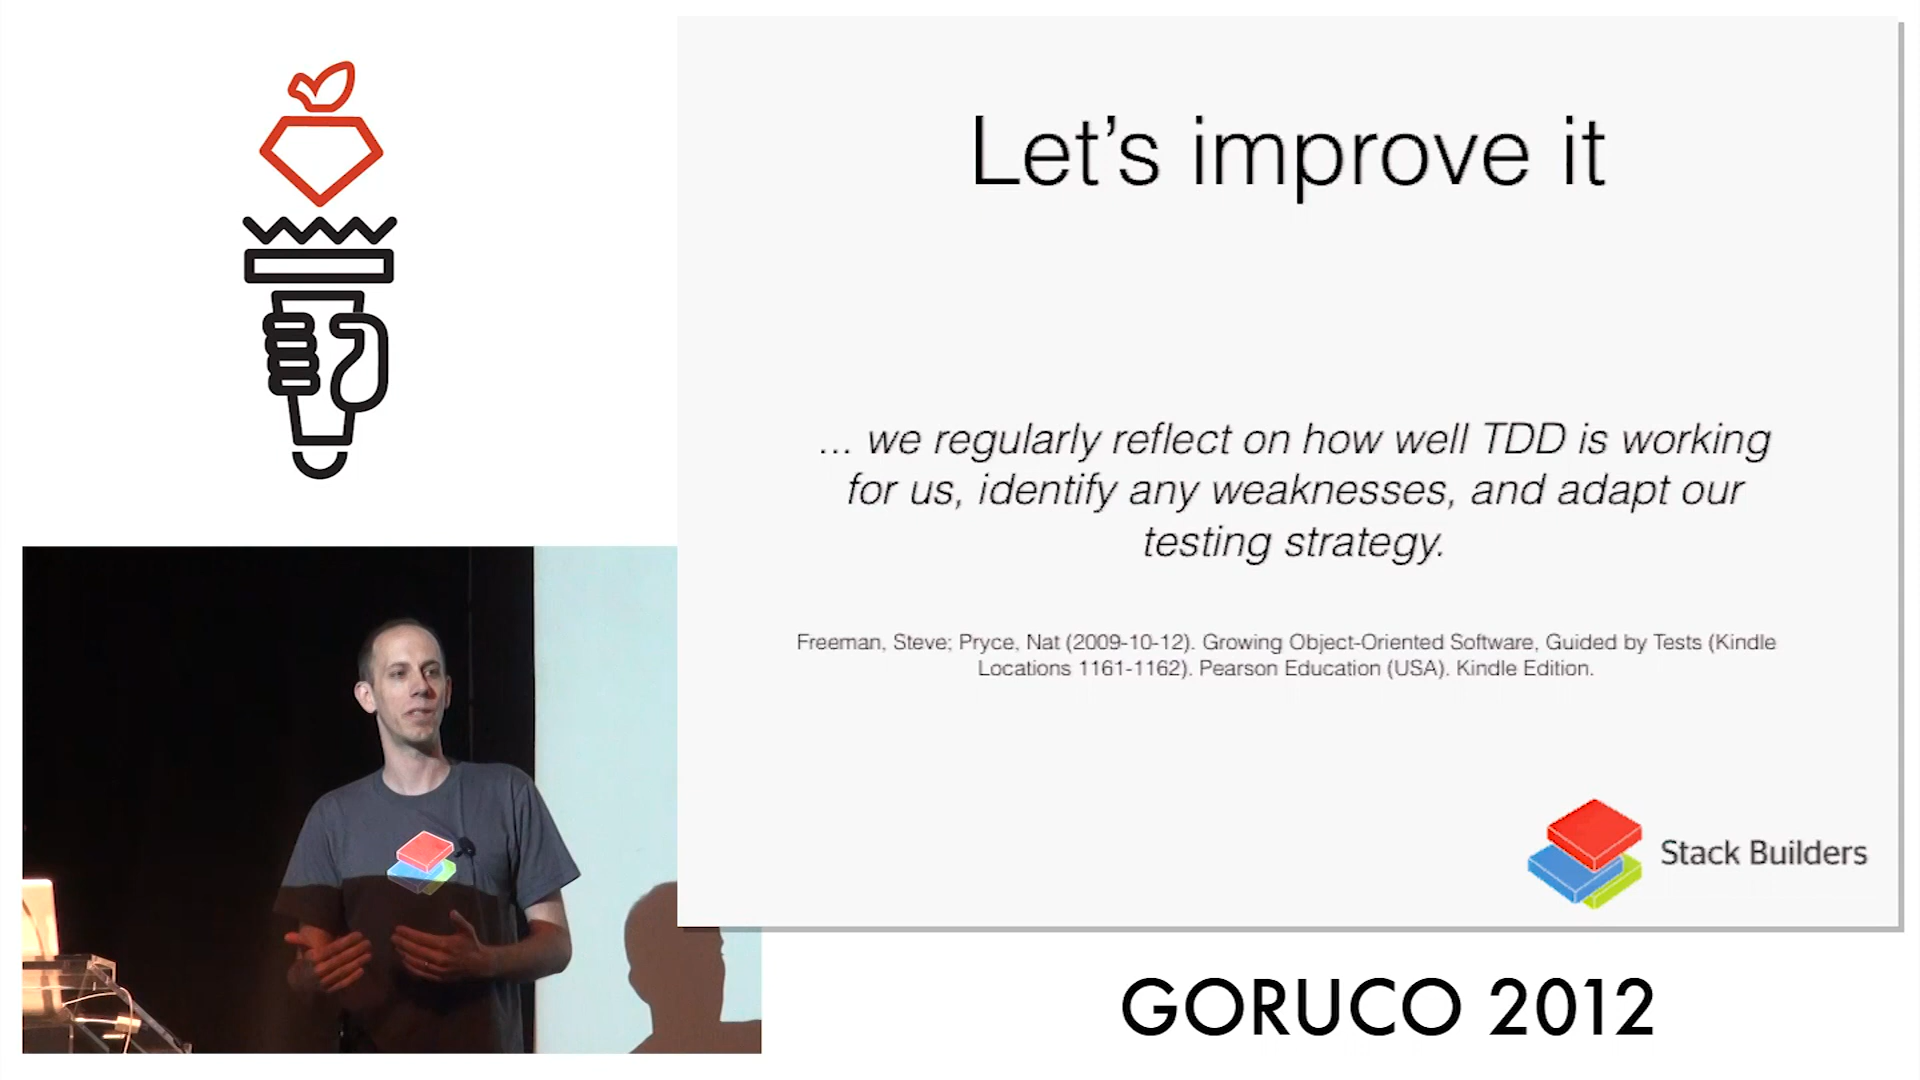 Let's improve it
... we regularly reflect on how well TDD is working
for us, identify any weaknesses, and adapt our
testing strategy.
Freeman, Steve; Pryce, Nat (2009-10-12). Growing Object-Oriented Software, Guided by Tests (Kindle
Locations 1161-1162). Pearson Education (USA). Kindle Edition.
Stack Builders
GORUCO 2012